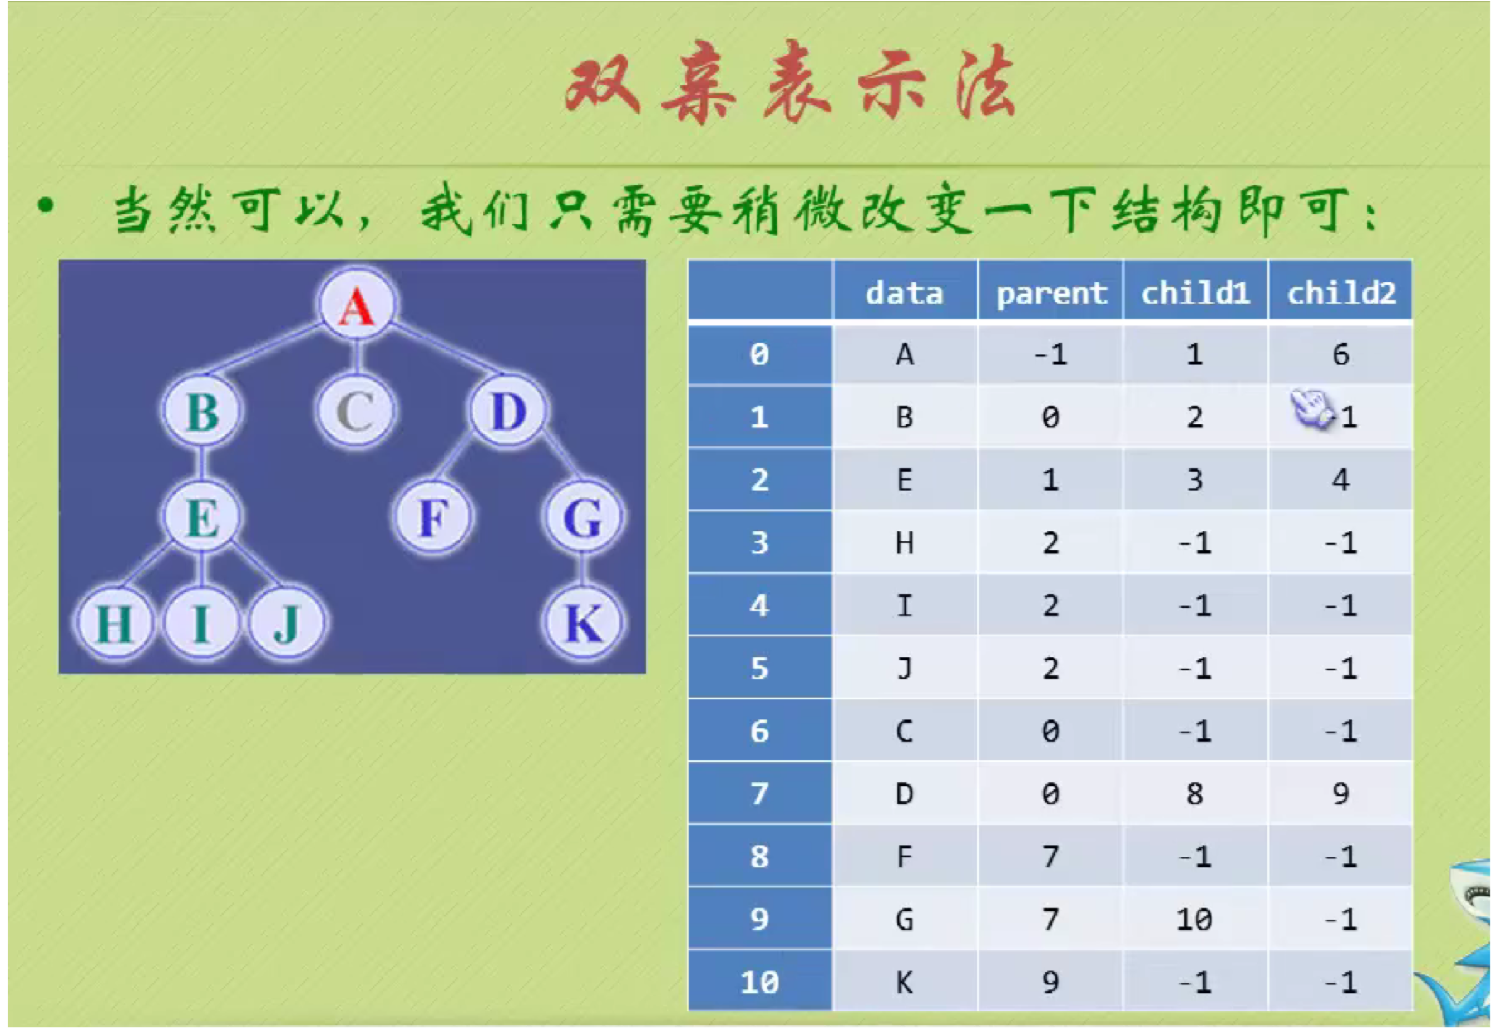 双亲表示法
• 当然可以，我们只需要稍微改变一下结构即可：
A
B C D
E F G
H I J K
data parent child1 child2
0 A -1 1 6
1 B 0 2 1
2 E 1 3 4
3 H 2 -1 -1
4 I 2 -1 -1
5 J 2 -1 -1
6 C 0 -1 -1
7 D 0 8 9
8 F 7 -1 -1
9 G 7 10 -1
10 K 9 -1 -1